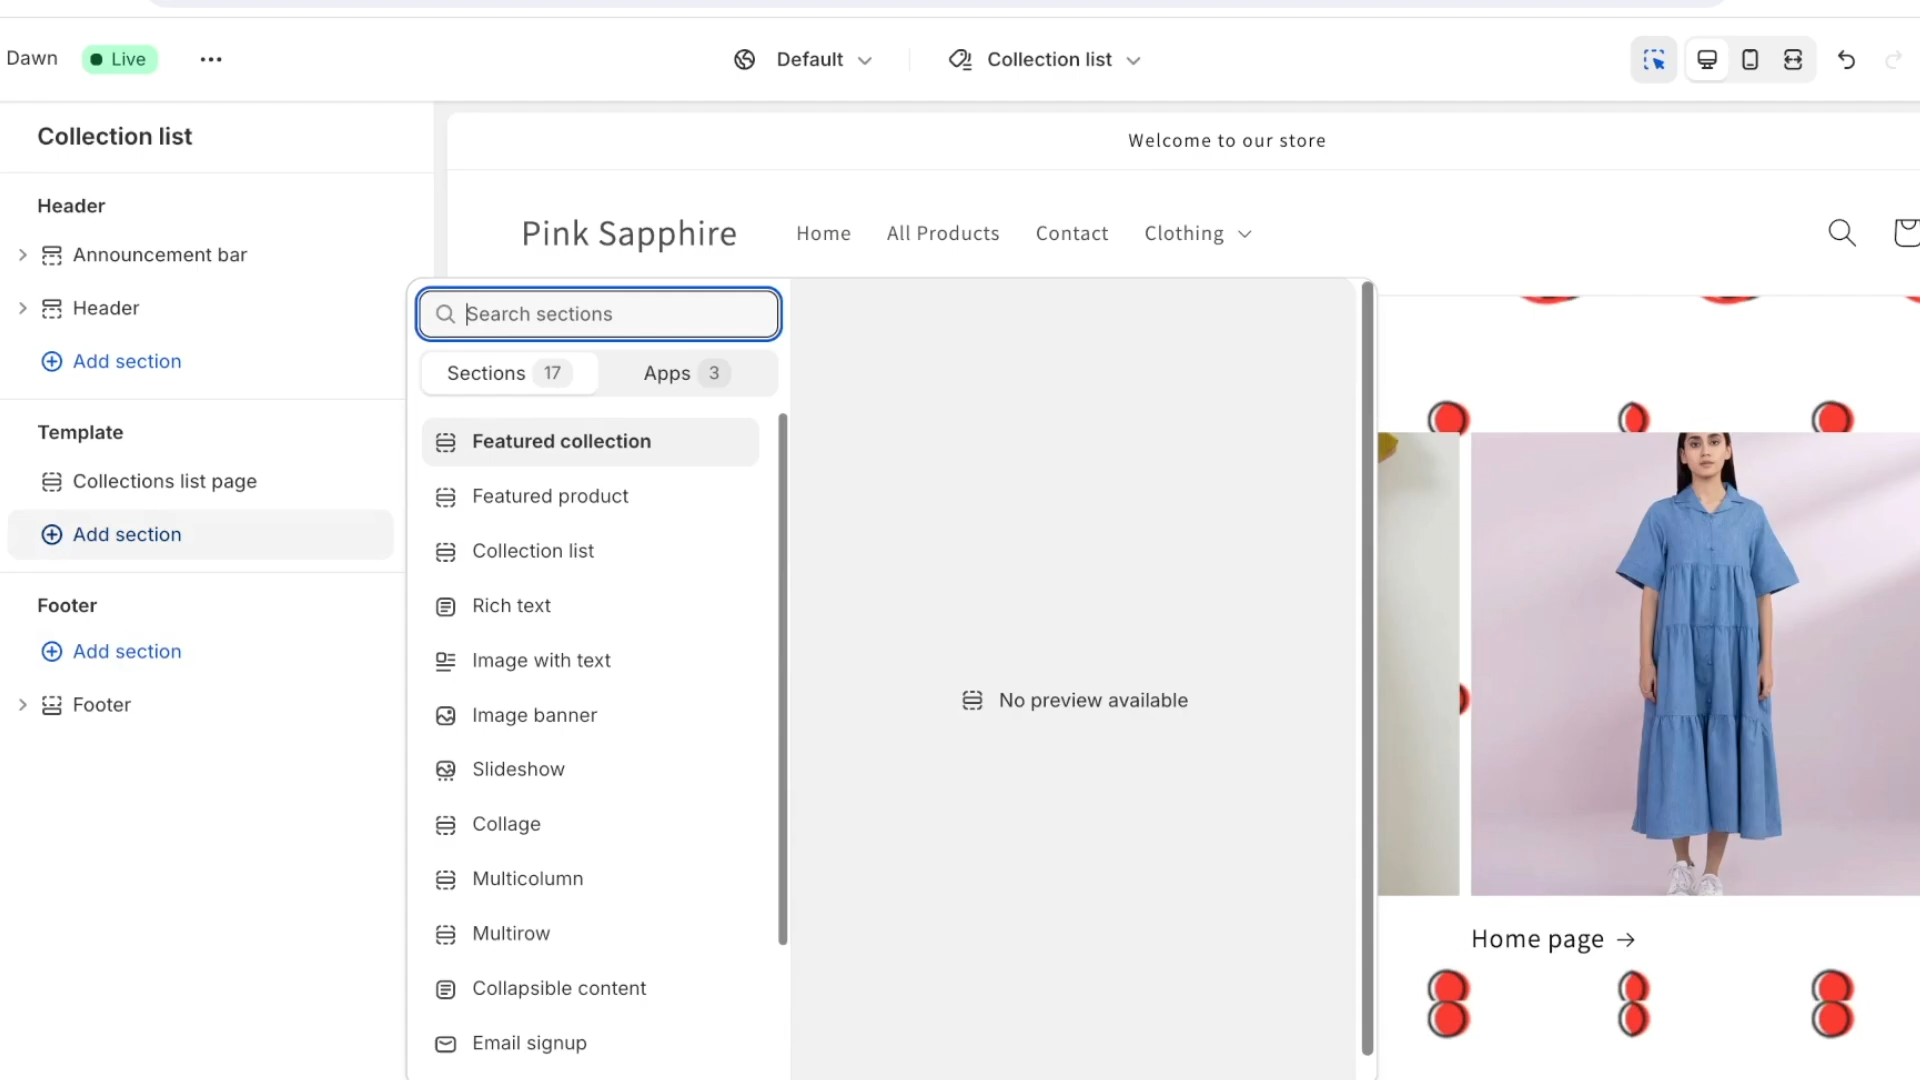 Dawn
Live
Default
Collection list
Collection list
Header
Announcement bar
Header
Add section
Template
Collections list page
Add section
Footer
Add section
Footer
Welcome to our store
Pink Sapphire
Home
All Products
Contact
Clothing
Search sections
Sections 17
Apps 3
Featured collection
Featured product
Collection list
Rich text
Image with text
Image banner
Slideshow
Collage
Multicolumn
Multirow
Collapsible content
Email signup
No preview available
Home page →